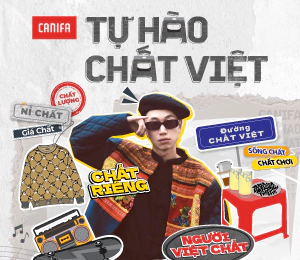 CANIFA
TỰ HÀO
CHẤT VIỆT
CHẤT
LƯỢNG
NỈ CHẤT
Giá Chất
Đường
CHẤT VIỆT
SỐNG CHẤT
CHẤT CHƠI
CHẤT
RIÊNG
NGƯỜI
VIỆT CHẤT